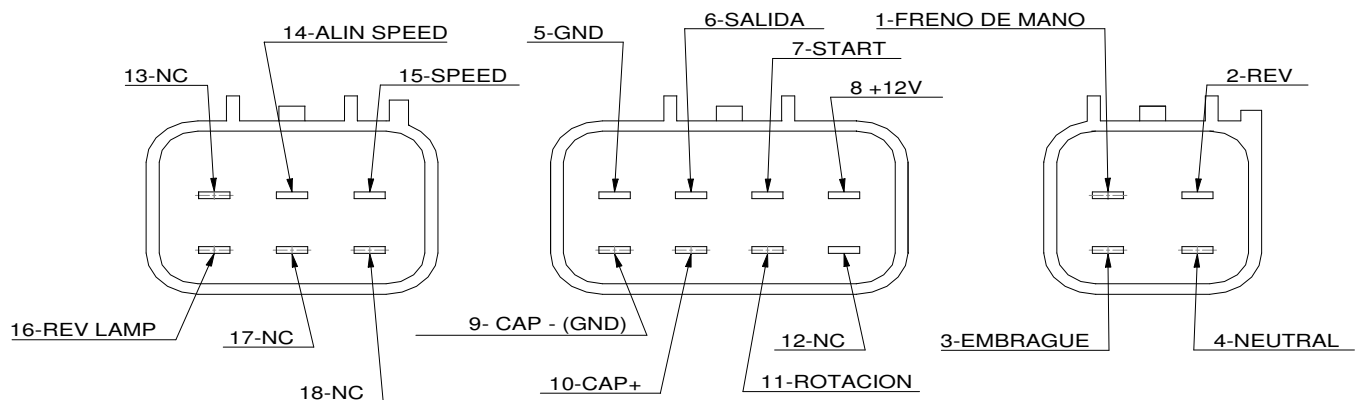 14-ALIN SPEED
13-NC
15-SPEED
16-REV LAMP
17-NC
18-NC
5-GND
6-SALIDA
7-START
8 +12V
9- CAP - (GND)
10-CAP+
11-ROTACION
12-NC
1-FRENO DE MANO
2-REV
3-EMBRAGUE
4-NEUTRAL